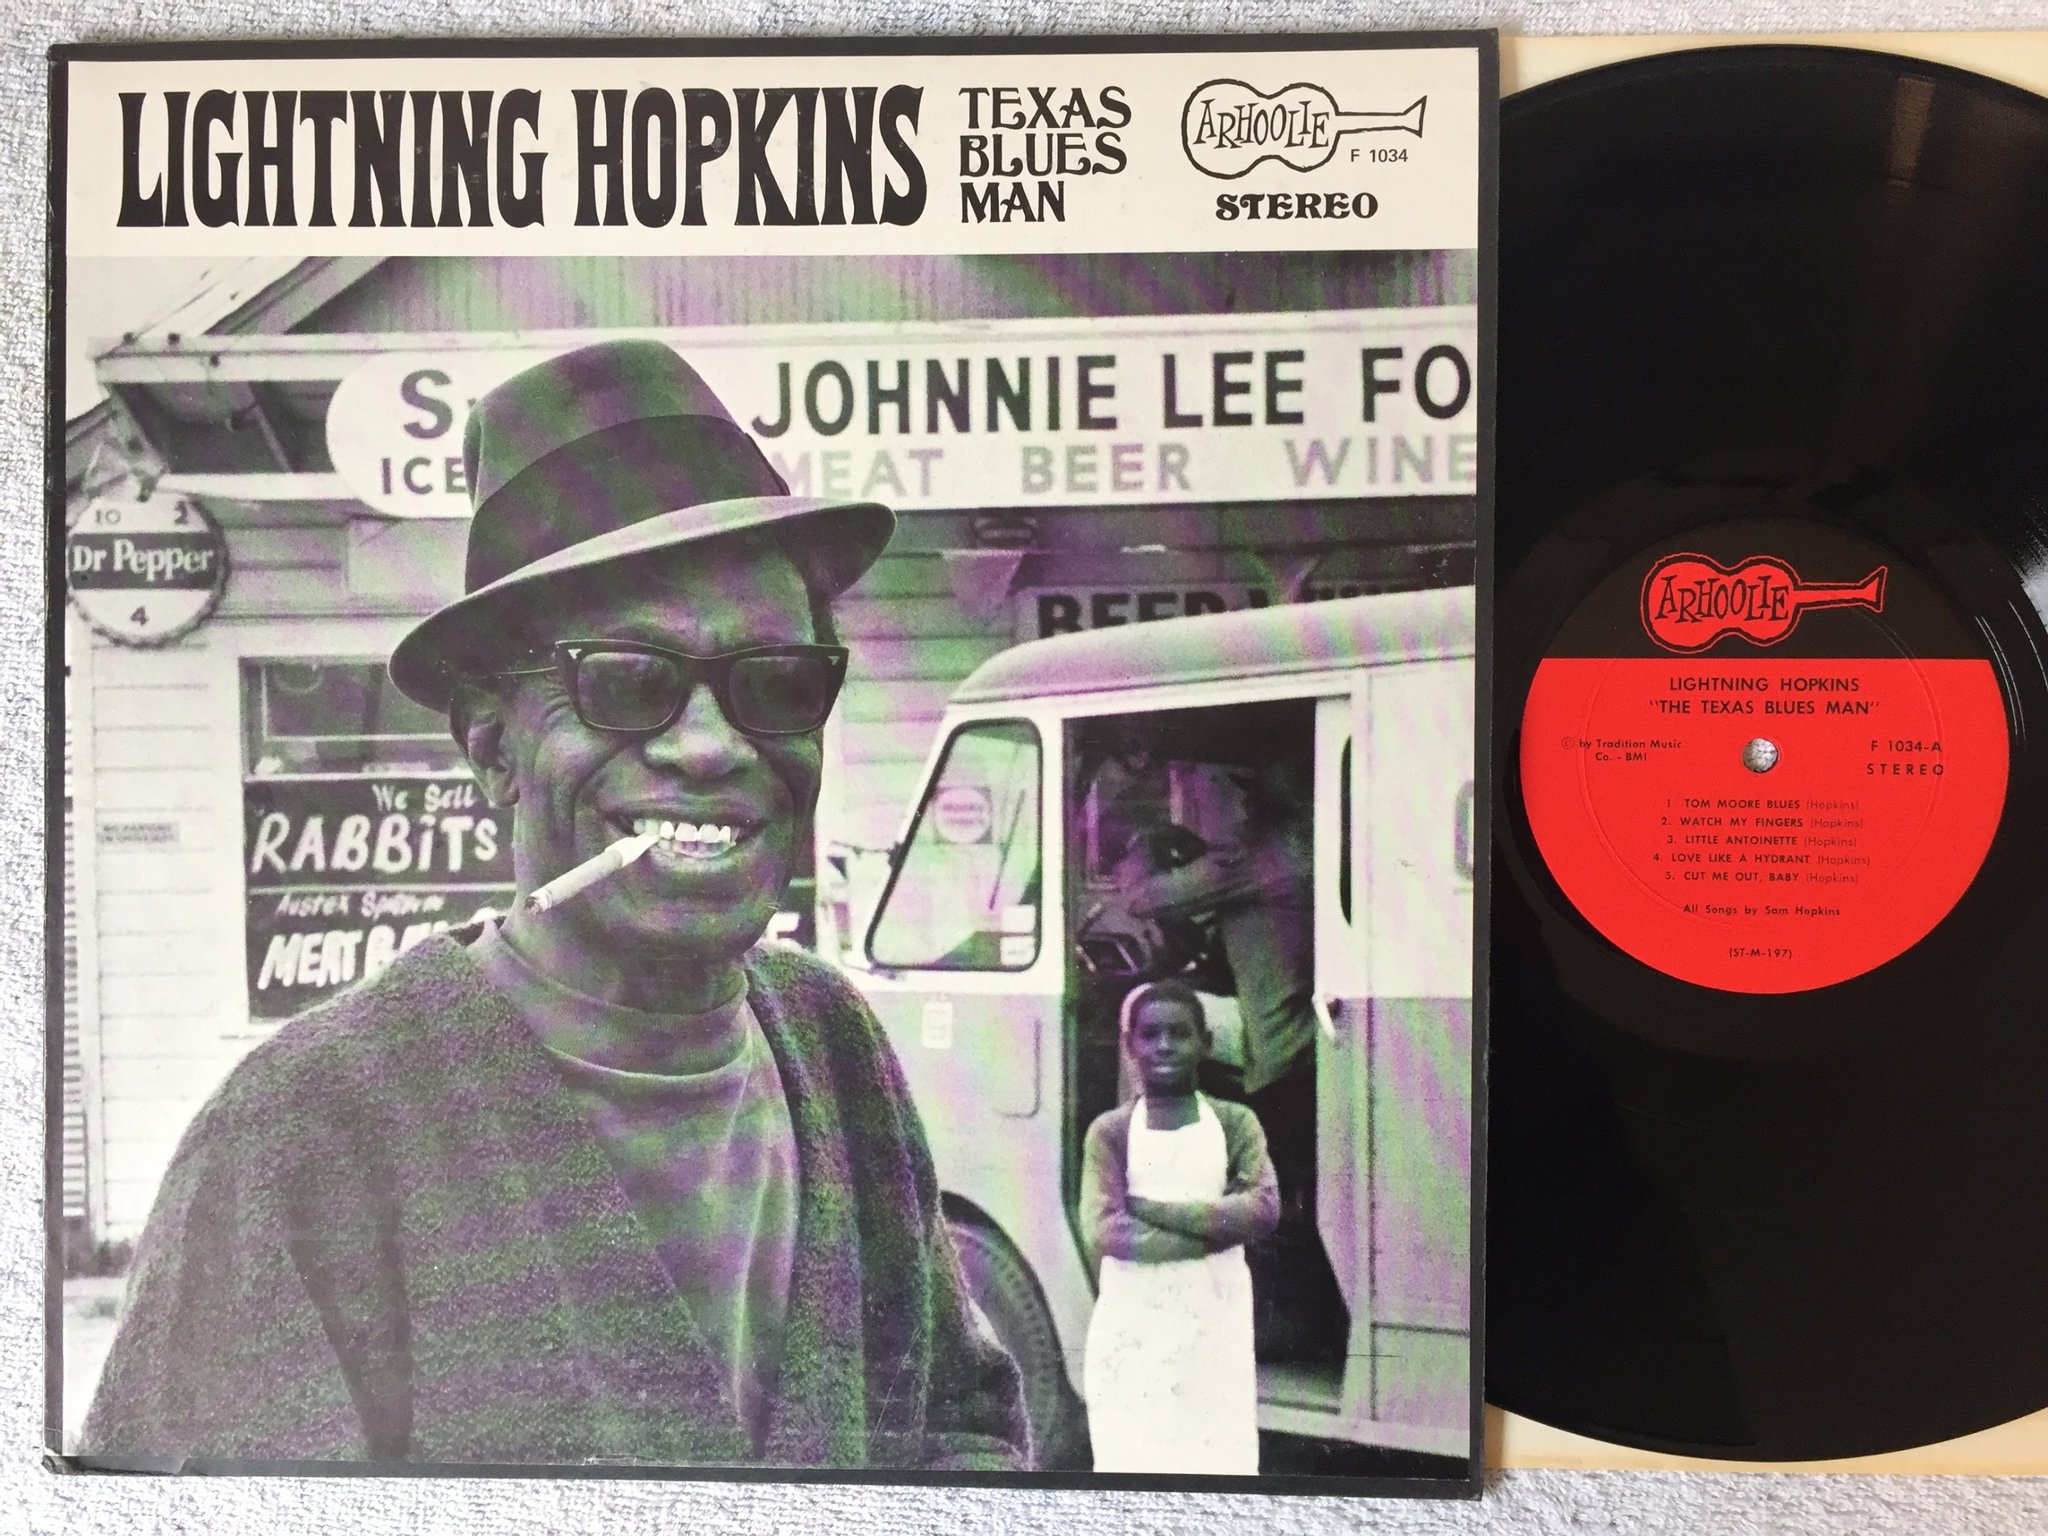 LIGHTNING HOPKINS
TEXAS
BLUES
MAN
ARHOOLIE
F 1034
STEREO
JOHNNIE LEE FO
ICE
MEAT BEER WINE
10 2
Dr Pepper
4
We Sell
RABBiTS
MEAT
ARHOOLIE
LIGHTNING HOPKINS
"THE TEXAS BLUES MAN"
© by Tradition Music
Co. - BMI
F 1034-A
STEREO
1. TOM MOORE BLUES (Hopkins)
2. WATCH MY FINGERS (Hopkins)
3. LITTLE ANTOINETTE (Hopkins)
4. LOVE LIKE A HYDRANT (Hopkins)
5. CUT ME OUT, BABY (Hopkins)
All Songs by Sam Hopkins
(ST-M-197)